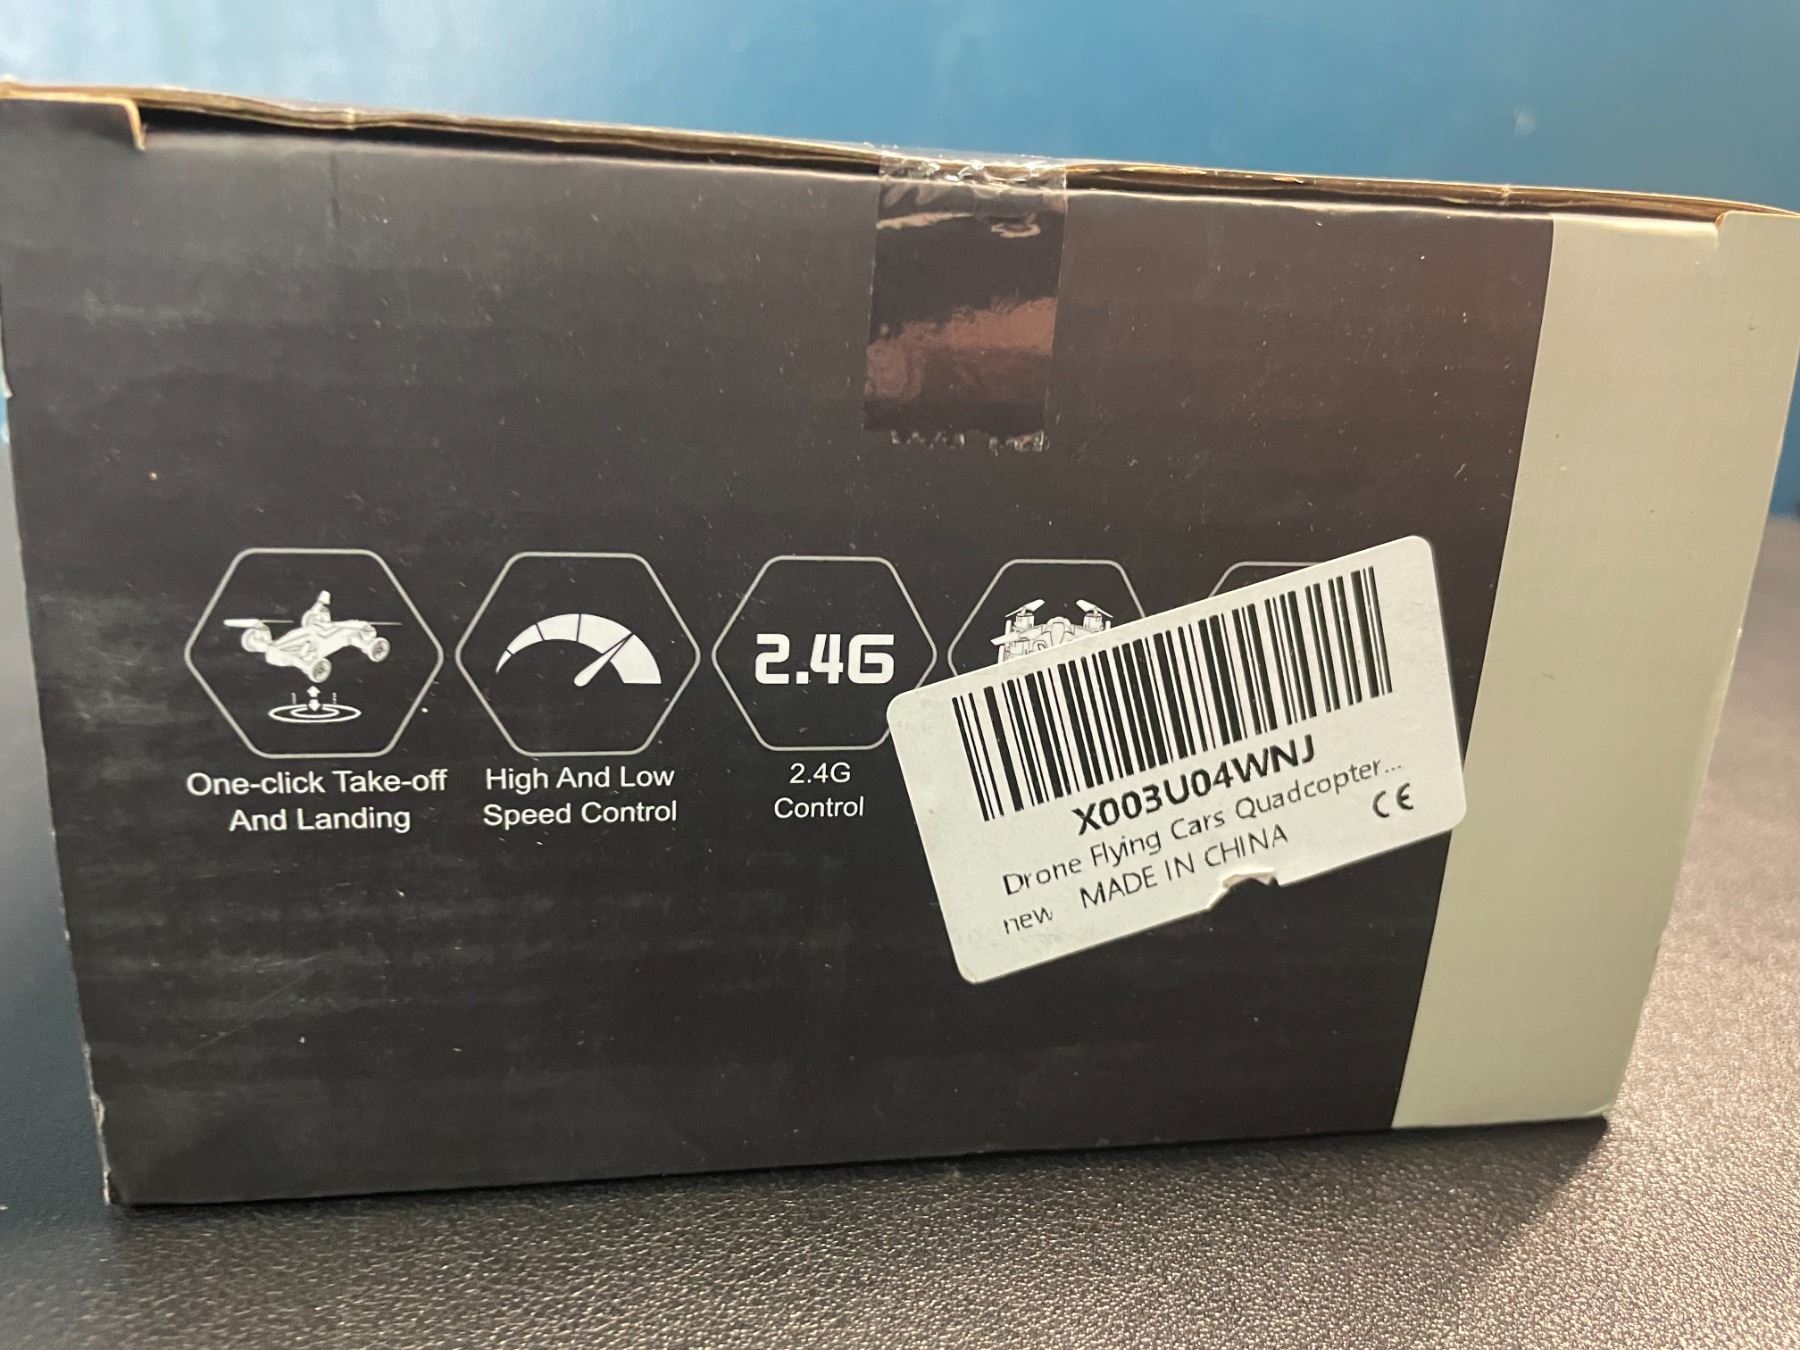 2.4G
One-click Take-off
And Landing
High And Low
Speed Control
2.4G
Control
X003U04WNJ
Drone Flying Cars Quadcopter...
new MADE IN CHINA
CE